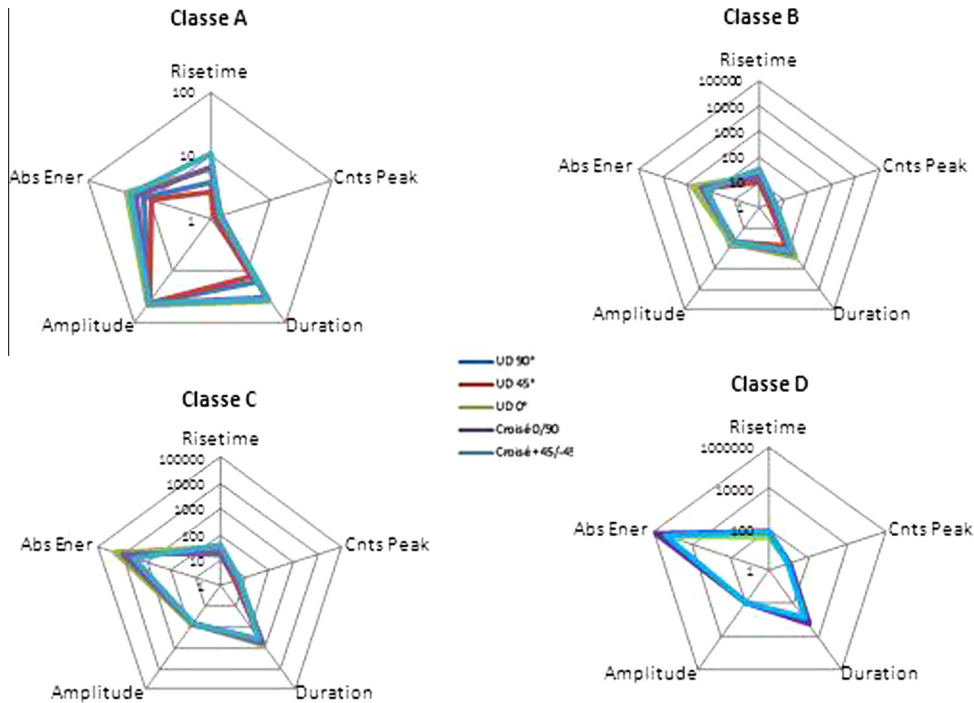 Classe A
Risetime
100
10
1
Abs Ener
Cnts Peak
Amplitude
Duration
Classe B
Risetime
100000
10000
1000
100
10
1
Abs Ener
Cnts Peak
Amplitude
Duration
UD 90°
UD 45°
UD 0°
Croisé 0/90
Croisé +45/-45
Classe C
Risetime
100000
10000
1000
100
10
1
Abs Ener
Cnts Peak
Amplitude
Duration
Classe D
Risetime
1000000
10000
100
1
Abs Ener
Cnts Peak
Amplitude
Duration